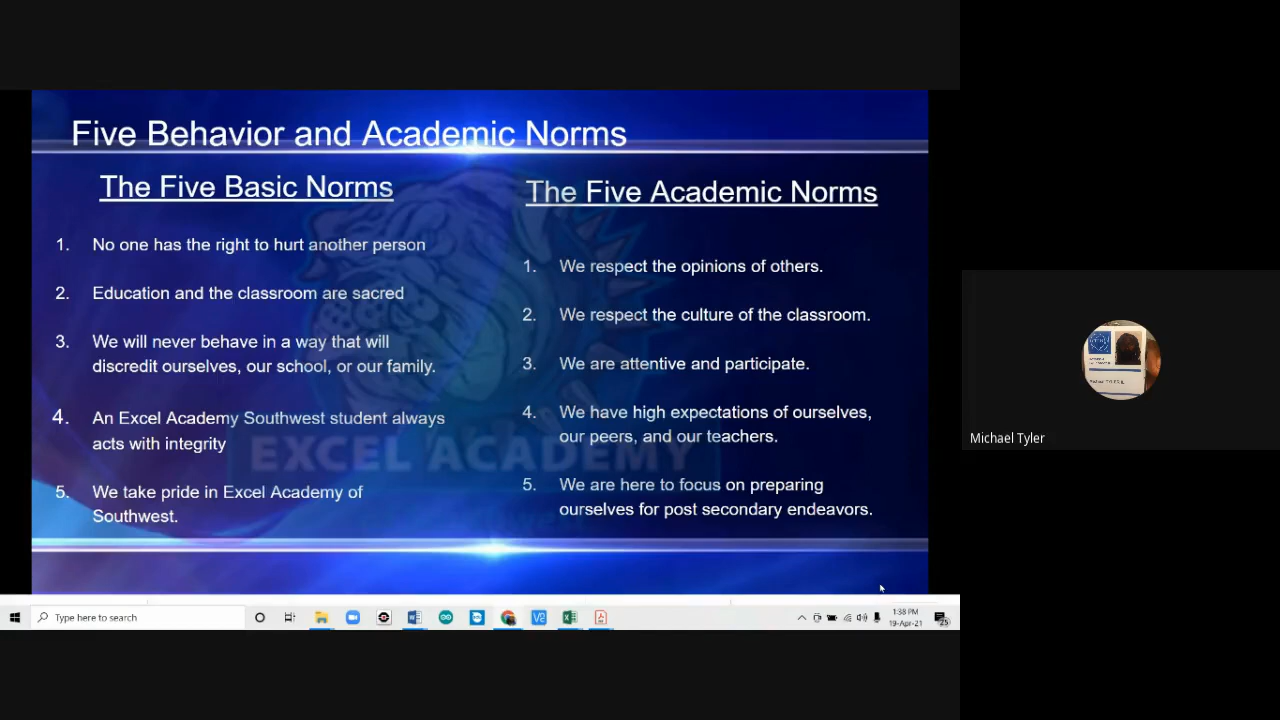 Five Behavior and Academic Norms
The Five Basic Norms
1. No one has the right to hurt another person
2. Education and the classroom are sacred
3. We will never behave in a way that will
discredit ourselves, our school, or our family.
4. An Excel Academy Southwest student always
acts with integrity
5. We take pride in Excel Academy of
Southwest.
The Five Academic Norms
1. We respect the opinions of others.
2. We respect the culture of the classroom.
3. We are attentive and participate.
4. We have high expectations of ourselves,
our peers, and our teachers.
5. We are here to focus on preparing
ourselves for post secondary endeavors.
EXCEL ACADEMY
Michael Tyler
Type here to search
1:38 PM
19-Apr-21
25